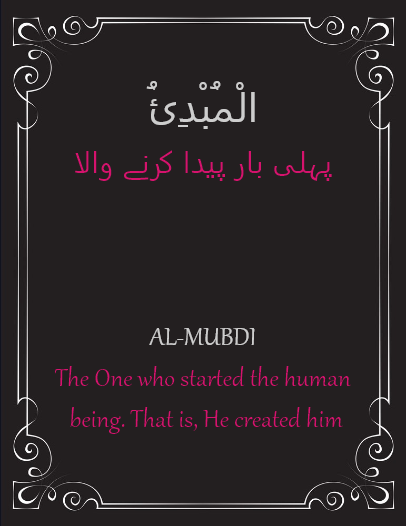 الْمُبْدِئُ
پہلی بار پیدا کرنے والا
AL-MUBDI
The One who started the human
being. That is, He created him